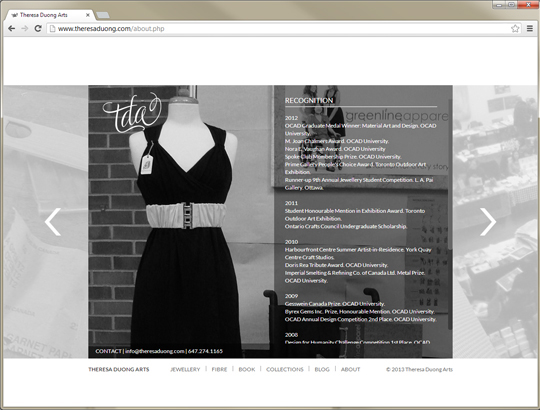 Theresa Duong Arts
www.theresaduong.com/about.php
tda
RECOGNITION
greenlineappare
2012
OCAD Graduate Medal Winner: Material Art and Design. OCAD
University.
M. Joan Chalmers Award. OCAD University.
Nora E. Vaughan Award. OCAD University.
Spoke Club Membership Prize. OCAD University.
Prime Gallery People's Choice Award. Toronto Outdoor Art
Exhibition.
Runner-up 9th Annual Jewellery Student Competition. L. A. Pai
Gallery, Ottawa.
2011
Student Honourable Mention in Exhibition Award. Toronto
Outdoor Art Exhibition.
Ontario Crafts Council Undergraduate Scholarship.
2010
Harbourfront Centre Summer Artist-in-Residence. York Quay
Centre Craft Studios.
Doris Rea Tribute Award. OCAD University.
Imperial Smelting & Refining Co. of Canada Ltd. Metal Prize.
OCAD University.
2009
Gesswein Canada Prize. OCAD University.
Byrex Gems Inc. Prize, Honourable Mention. OCAD University.
OCAD Annual Design Competition 2nd Place. OCAD University.
2008
Design for Humanity Challenge Competition 1st Place. OCAD
CONTACT | info@theresaduong.com | 647.274.1165
THERESA DUONG ARTS JEWELLERY | FIBRE | BOOK | COLLECTIONS | BLOG | ABOUT © 2013 Theresa Duong Arts